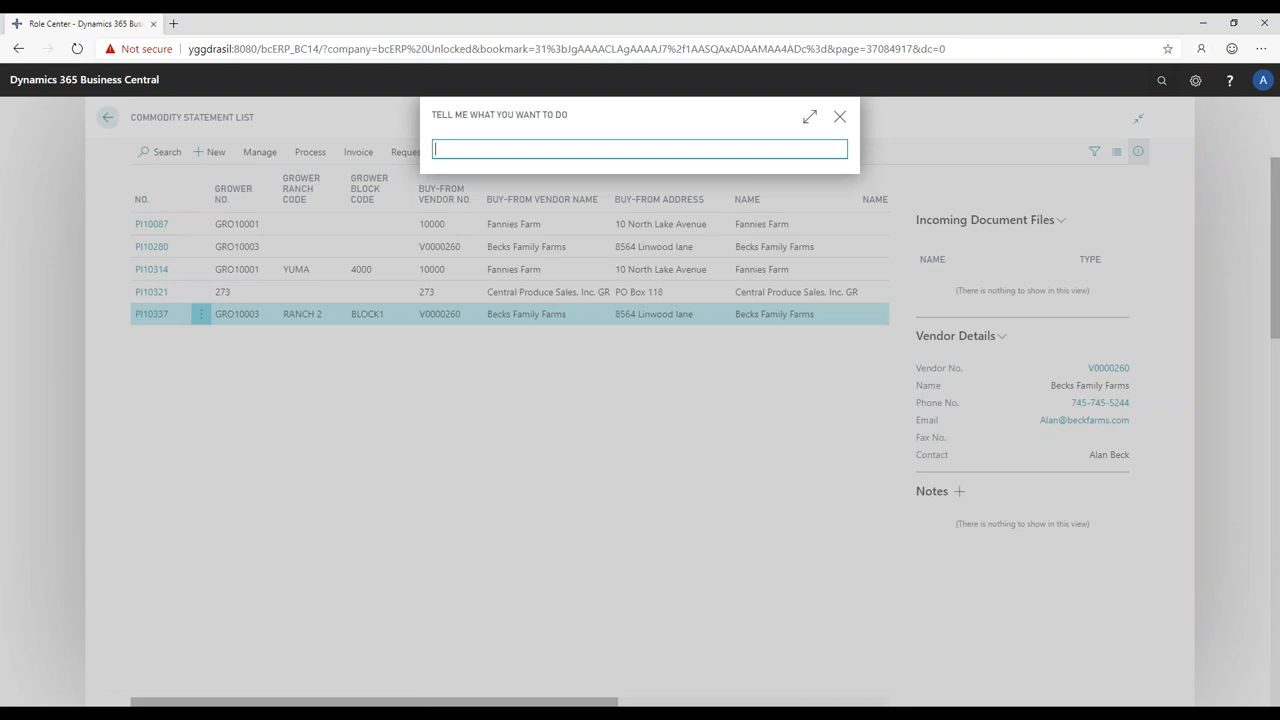 Role Center - Dynamics 365 Busi
Not secure
yggdrasil:8080/bcERP_BC14/?company=bcERP%20Unlocked&bookmark=31%3bJgAAAACLAgAAAAJ7%2f1AASQAxADAAMAA4ADc%3d&page=37084917&dc=0
Dynamics 365 Business Central
?
A
COMMODITY STATEMENT LIST
TELL ME WHAT YOU WANT TO DO
Search New Manage Process Invoice Reques
NO. GROWER NO. GROWER RANCH CODE GROWER BLOCK CODE BUY-FROM VENDOR NO. BUY-FROM VENDOR NAME BUY-FROM ADDRESS NAME NAME
PI10087 GRO10001 10000 Fannies Farm 10 North Lake Avenue Fannies Farm
PI10280 GRO10003 V0000260 Becks Family Farms 8564 Linwood lane Becks Family Farms
PI10314 GRO10001 YUMA 4000 10000 Fannies Farm 10 North Lake Avenue Fannies Farm
PI10321 273 273 Central Produce Sales, Inc. GR PO Box 118 Central Produce Sales, Inc. GR
PI10337 GRO10003 RANCH 2 BLOCK1 V0000260 Becks Family Farms 8564 Linwood lane Becks Family Farms
Incoming Document Files
NAME TYPE
(There is nothing to show in this view)
Vendor Details
Vendor No. V0000260
Name Becks Family Farms
Phone No. 745-745-5244
Email Alan@beckfarms.com
Fax No.
Contact Alan Beck
Notes
(There is nothing to show in this view)